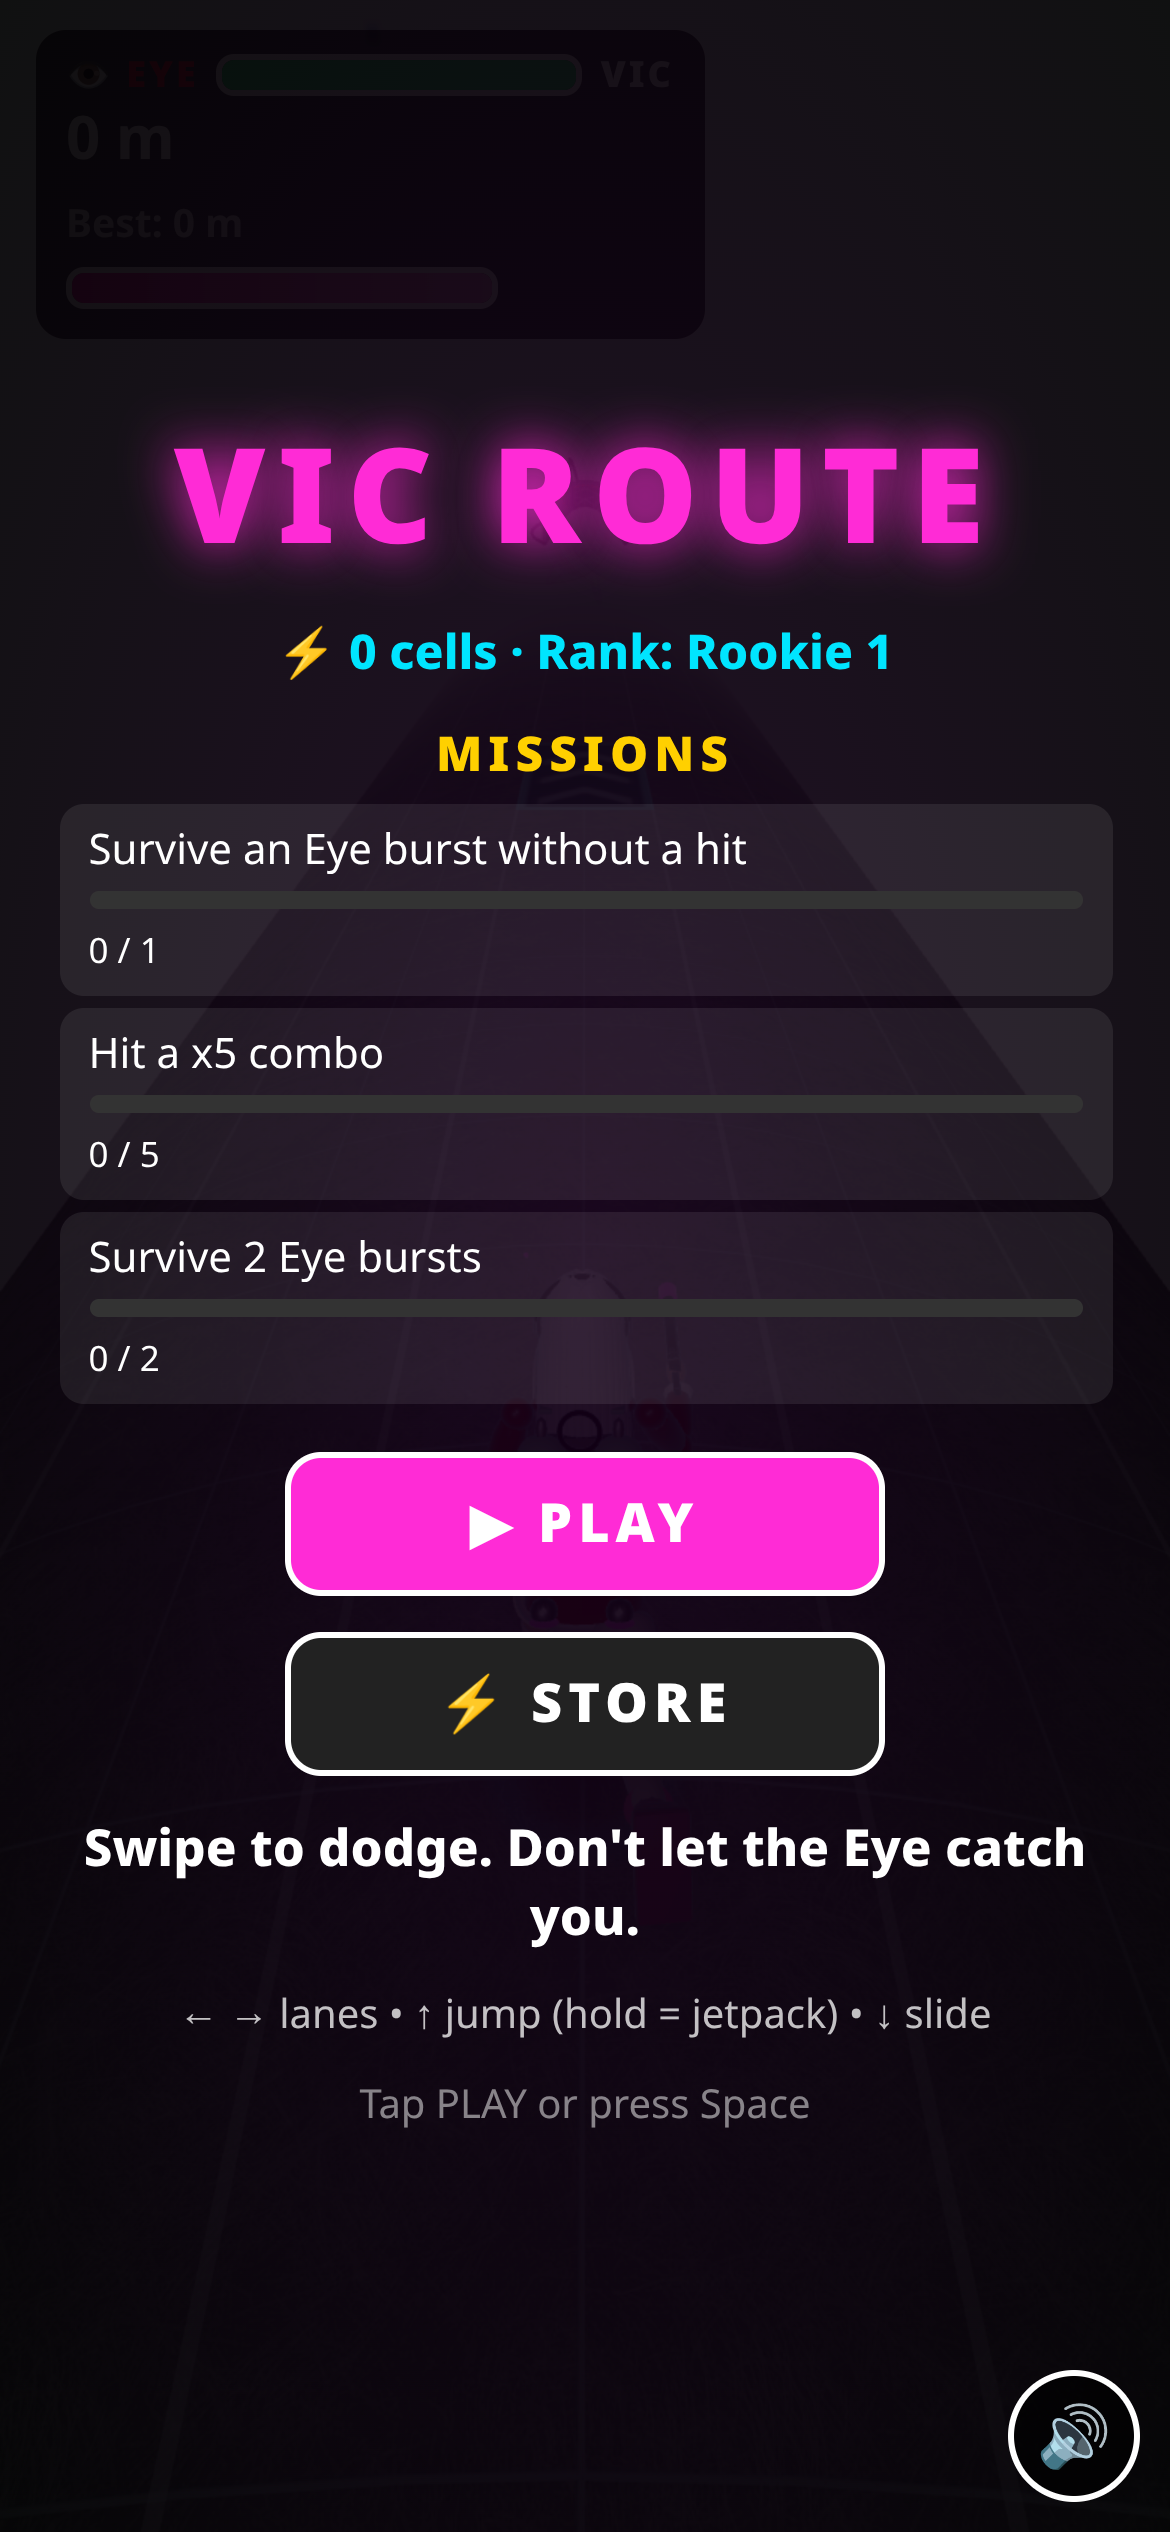 👁 EYE VIC
0 m
Best: 0 m
VIC ROUTE
⚡ 0 cells · Rank: Rookie 1
MISSIONS
Survive an Eye burst without a hit
0 / 1
Hit a x5 combo
0 / 5
Survive 2 Eye bursts
0 / 2
▶ PLAY
⚡ STORE
Swipe to dodge. Don't let the Eye catch
you.
← → lanes • ↑ jump (hold = jetpack) • ↓ slide
Tap PLAY or press Space